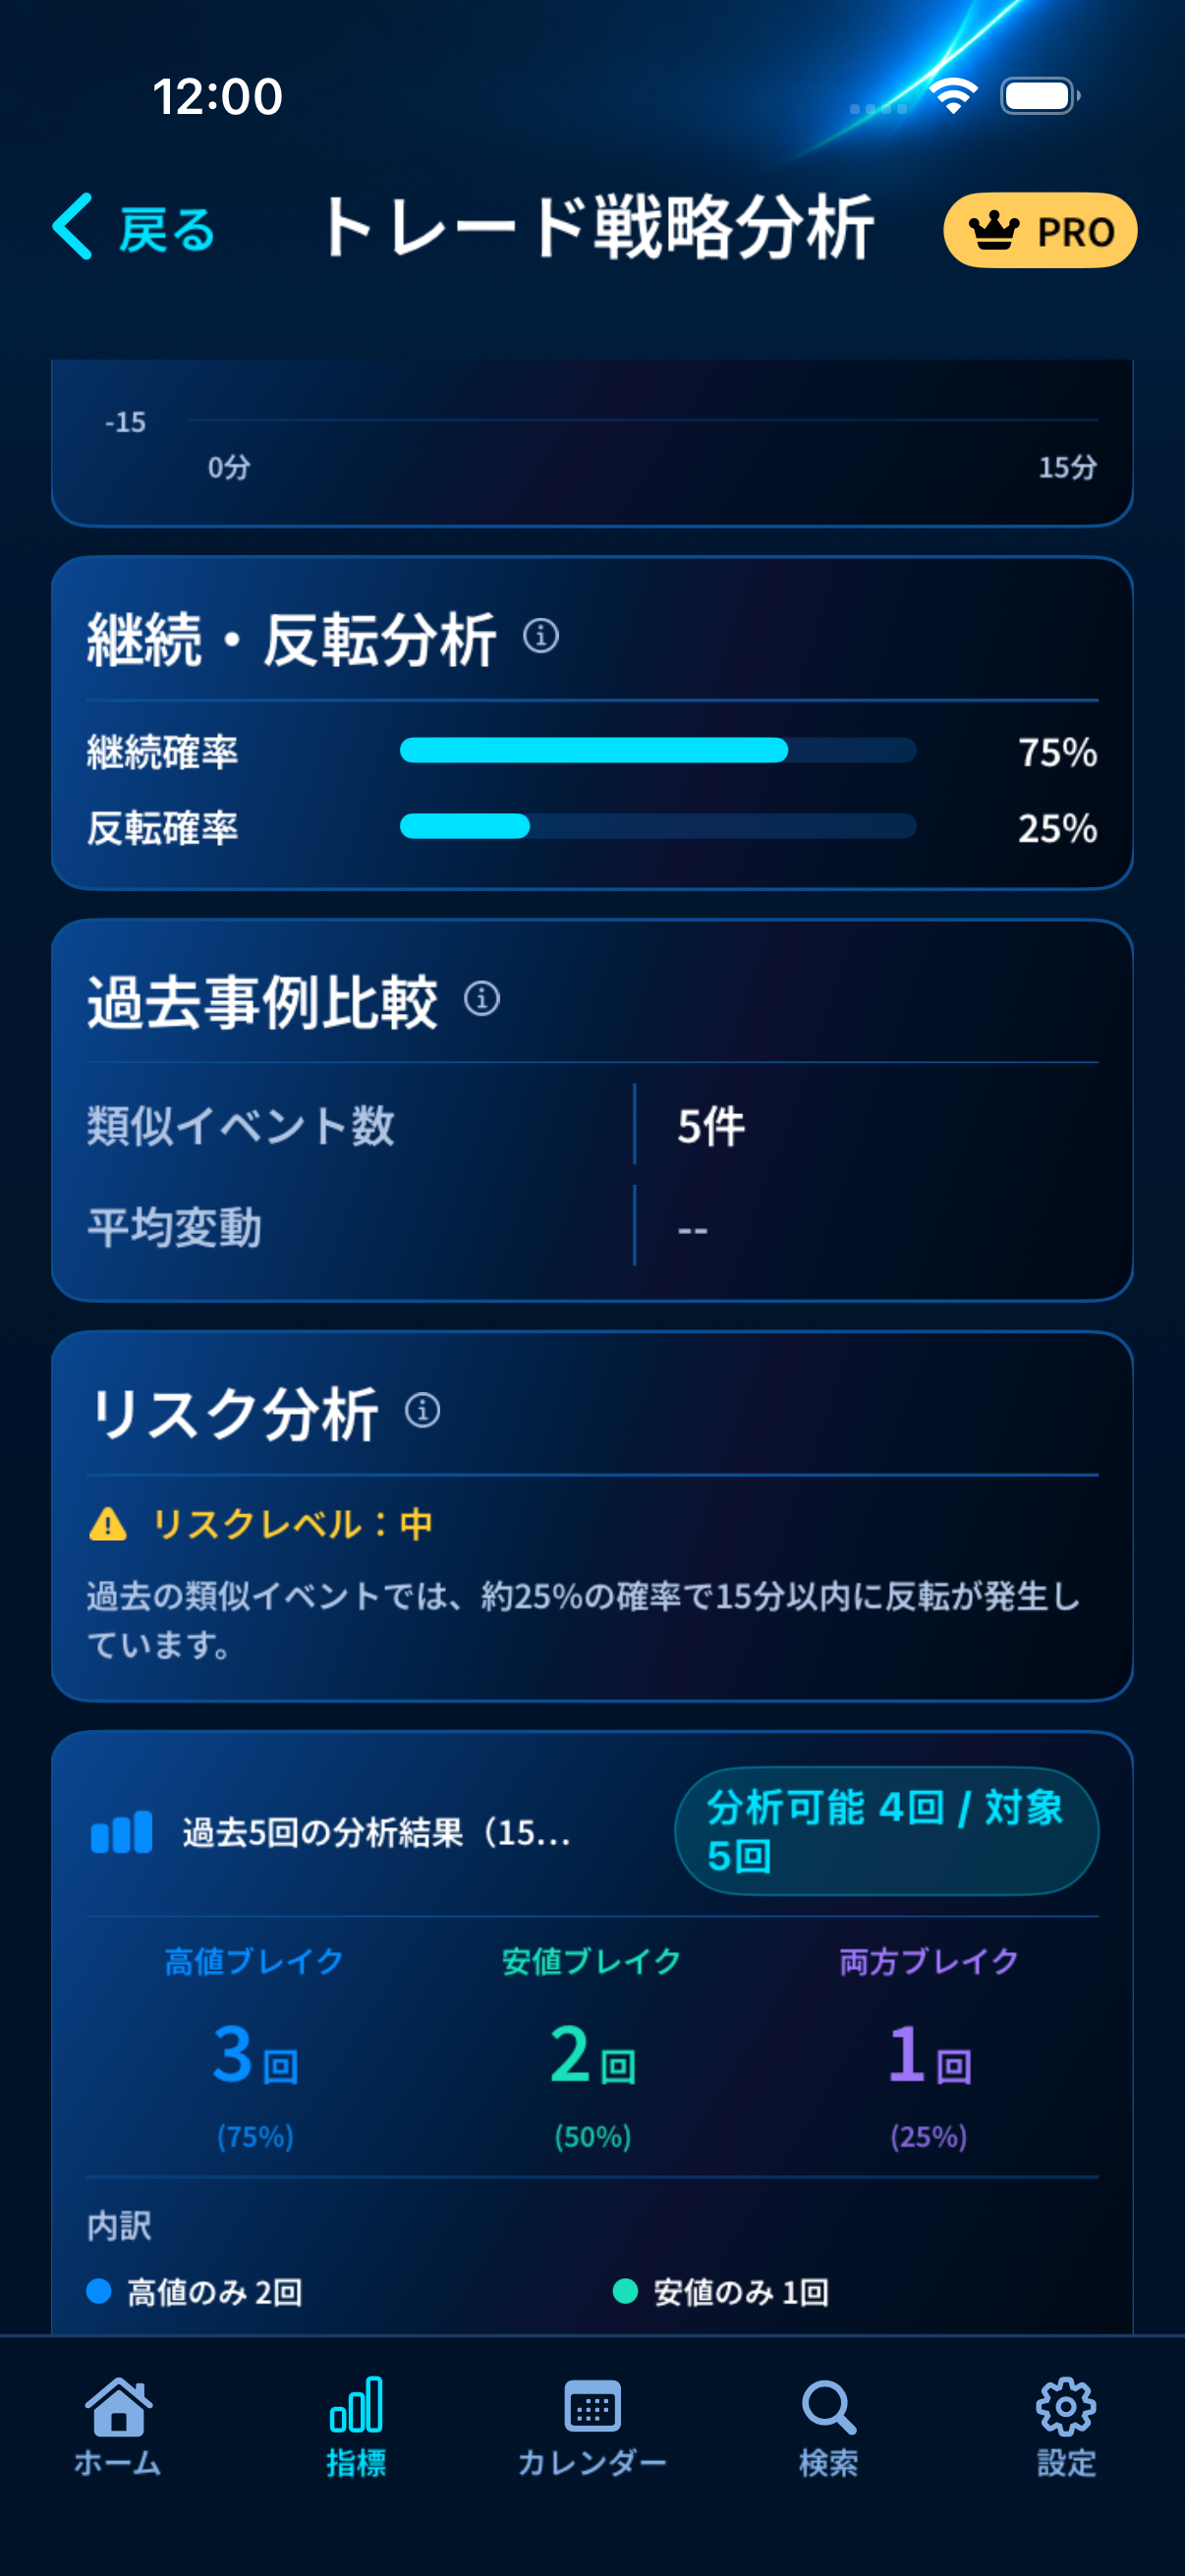 12:00
戻る
トレード戦略分析
PRO
-15
0分
15分
継続・反転分析
継続確率
75%
反転確率
25%
過去事例比較
類似イベント数
5件
平均変動
--
リスク分析
リスクレベル：中
過去の類似イベントでは、約25%の確率で15分以内に反転が発生し
ています。
過去5回の分析結果（15...
分析可能 4回 / 対象
5回
高値ブレイク
安値ブレイク
両方ブレイク
3回
2回
1回
(75%)
(50%)
(25%)
内訳
高値のみ 2回
安値のみ 1回
ホーム
指標
カレンダー
検索
設定